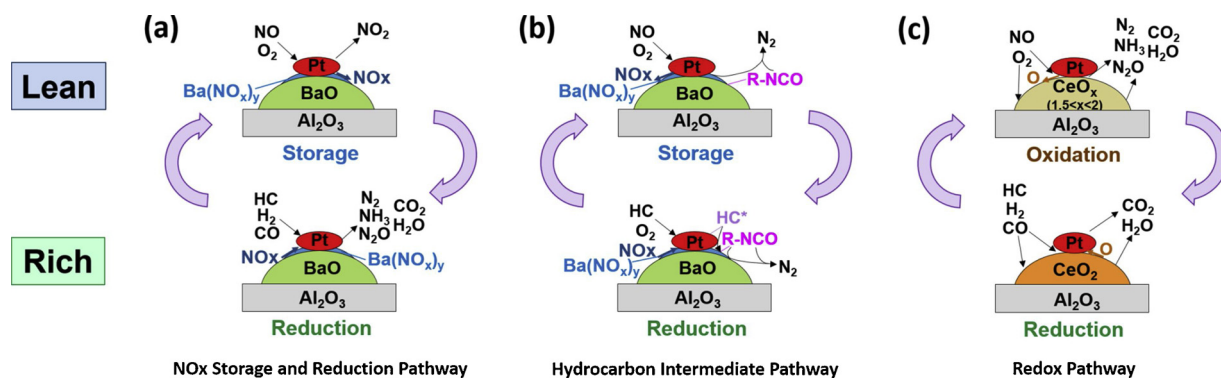 Lean
Rich
(a)
NO
O₂
NO₂
Pt
NOx
Ba(NOₓ)ᵧ
BaO
Al₂O₃
Storage
HC
H₂
CO
N₂
NH₃
N₂O
CO₂
H₂O
Pt
NOx
Ba(NOₓ)ᵧ
BaO
Al₂O₃
Reduction
NOx Storage and Reduction Pathway
(b)
NO
O₂
N₂
Pt
NOx
R-NCO
Ba(NOₓ)ᵧ
BaO
Al₂O₃
Storage
HC
O₂
HC*
Pt
R-NCO
NOx
Ba(NOₓ)ᵧ
BaO
N₂
Al₂O₃
Reduction
Hydrocarbon Intermediate Pathway
(c)
NO
O₂
N₂
NH₃
N₂O
CO₂
H₂O
Pt
O
CeOₓ
(1.5<x<2)
Al₂O₃
Oxidation
HC
H₂
CO
CO₂
H₂O
Pt
O
CeO₂
Al₂O₃
Reduction
Redox Pathway